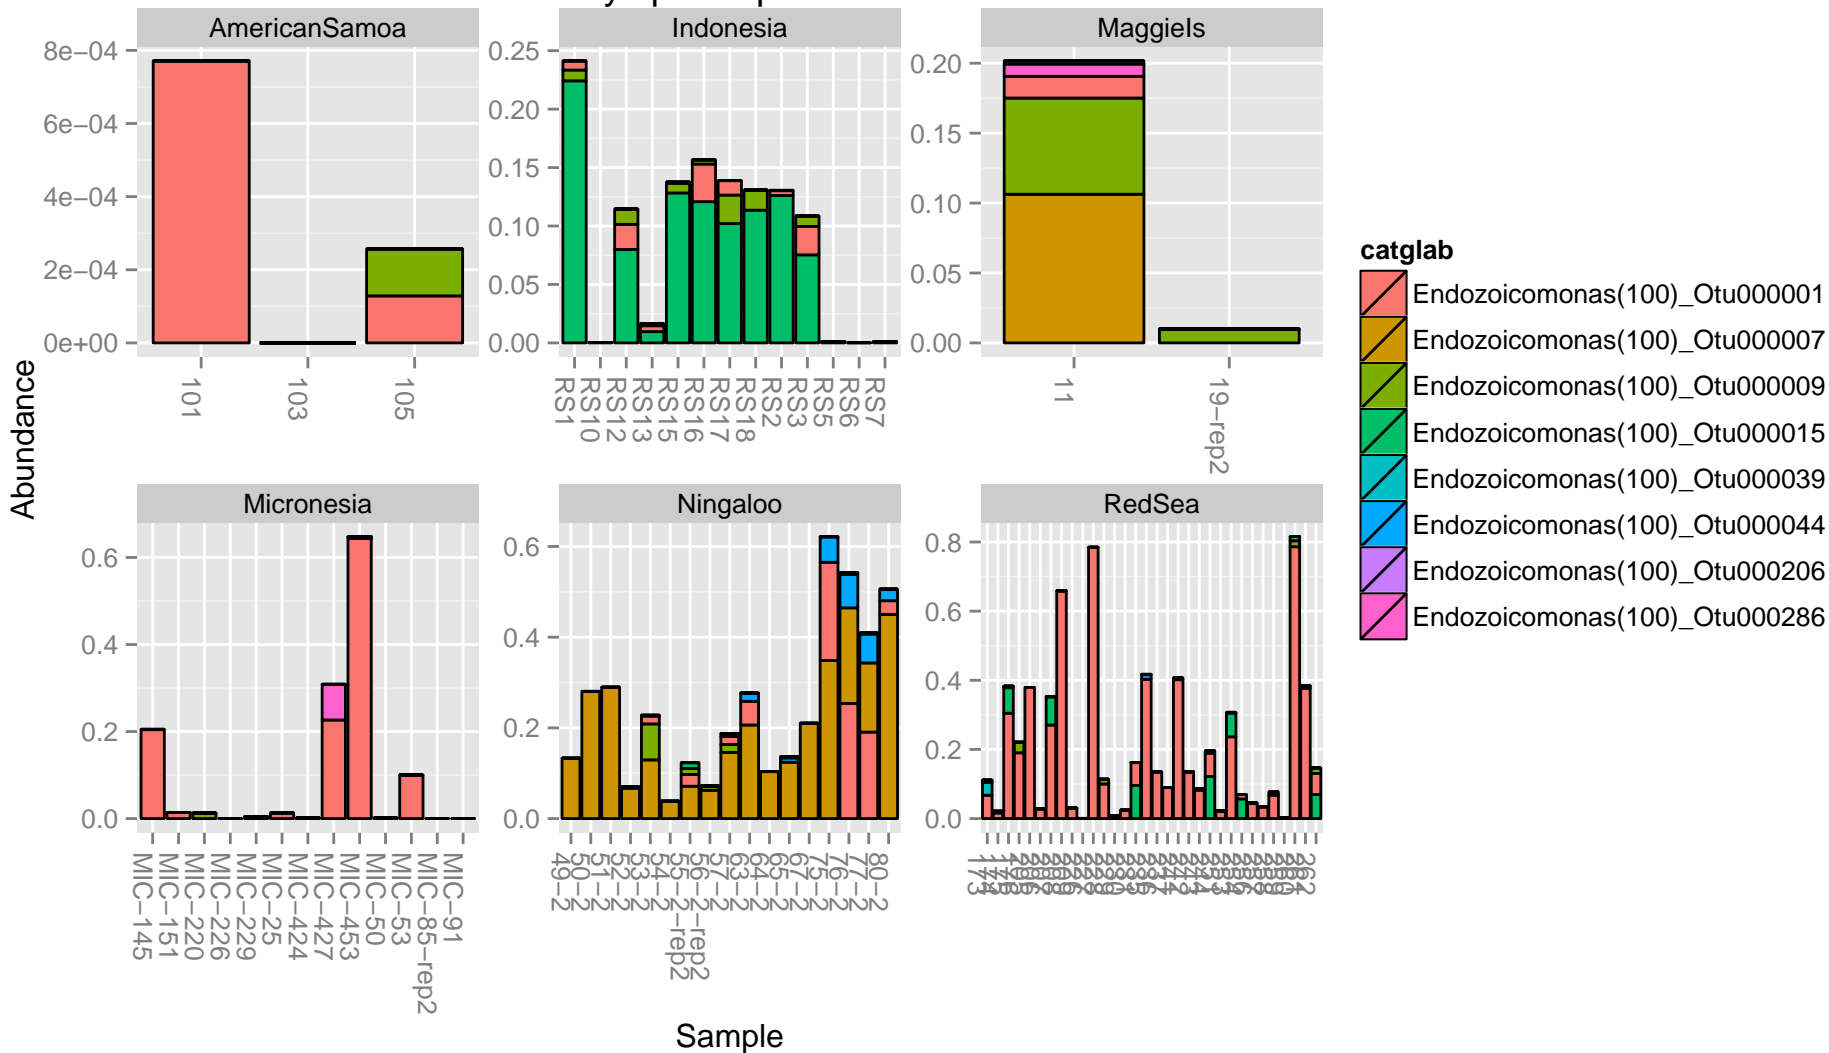 AmericanSamoa
Indonesia
MaggieIs
8e−04
6e−04
4e−04
2e−04
0e+00
0.25
0.20
0.15
0.10
0.05
0.00
0.20
0.15
0.10
0.05
0.00
101
103
105
RS1
RS10
RS12
RS13
RS15
RS16
RS17
RS18
RS2
RS3
RS5
RS6
RS7
11
19−rep2
Abundance
Micronesia
Ningaloo
RedSea
0.6
0.4
0.2
0.0
0.6
0.4
0.2
0.0
0.8
0.6
0.4
0.2
0.0
MIC−145
MIC−151
MIC−220
MIC−226
MIC−229
MIC−25
MIC−424
MIC−427
MIC−453
MIC−50
MIC−53
MIC−85−rep2
MIC−91
49−2
50−2
51−2
52−2
53−2
54−2
55−2−rep2
56−2−rep2
57−2
63−2
64−2
65−2
67−2
75−2
76−2
77−2
80−2
173
262
Sample
catglab
Endozoicomonas(100)_Otu000001
Endozoicomonas(100)_Otu000007
Endozoicomonas(100)_Otu000009
Endozoicomonas(100)_Otu000015
Endozoicomonas(100)_Otu000039
Endozoicomonas(100)_Otu000044
Endozoicomonas(100)_Otu000206
Endozoicomonas(100)_Otu000286